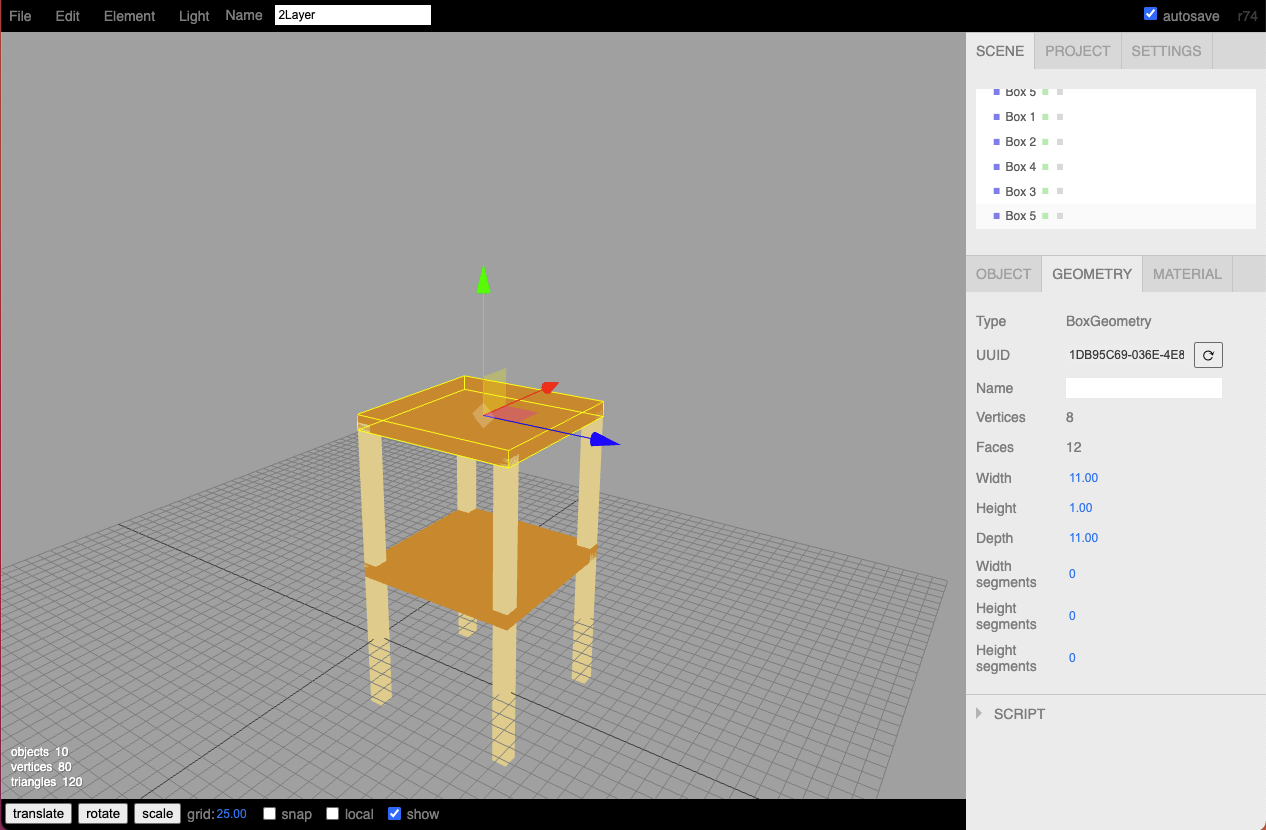 File Edit Element Light Name 2Layer autosave r74
SCENE PROJECT SETTINGS
Box 5
Box 1
Box 2
Box 4
Box 3
Box 5
OBJECT GEOMETRY MATERIAL
Type BoxGeometry
UUID 1DB95C69-036E-4E8
Name
Vertices 8
Faces 12
Width 11.00
Height 1.00
Depth 11.00
Width
segments 0
Height
segments 0
Height
segments 0
SCRIPT
objects 10
vertices 80
triangles 120
translate rotate scale grid: 25.00 snap local show